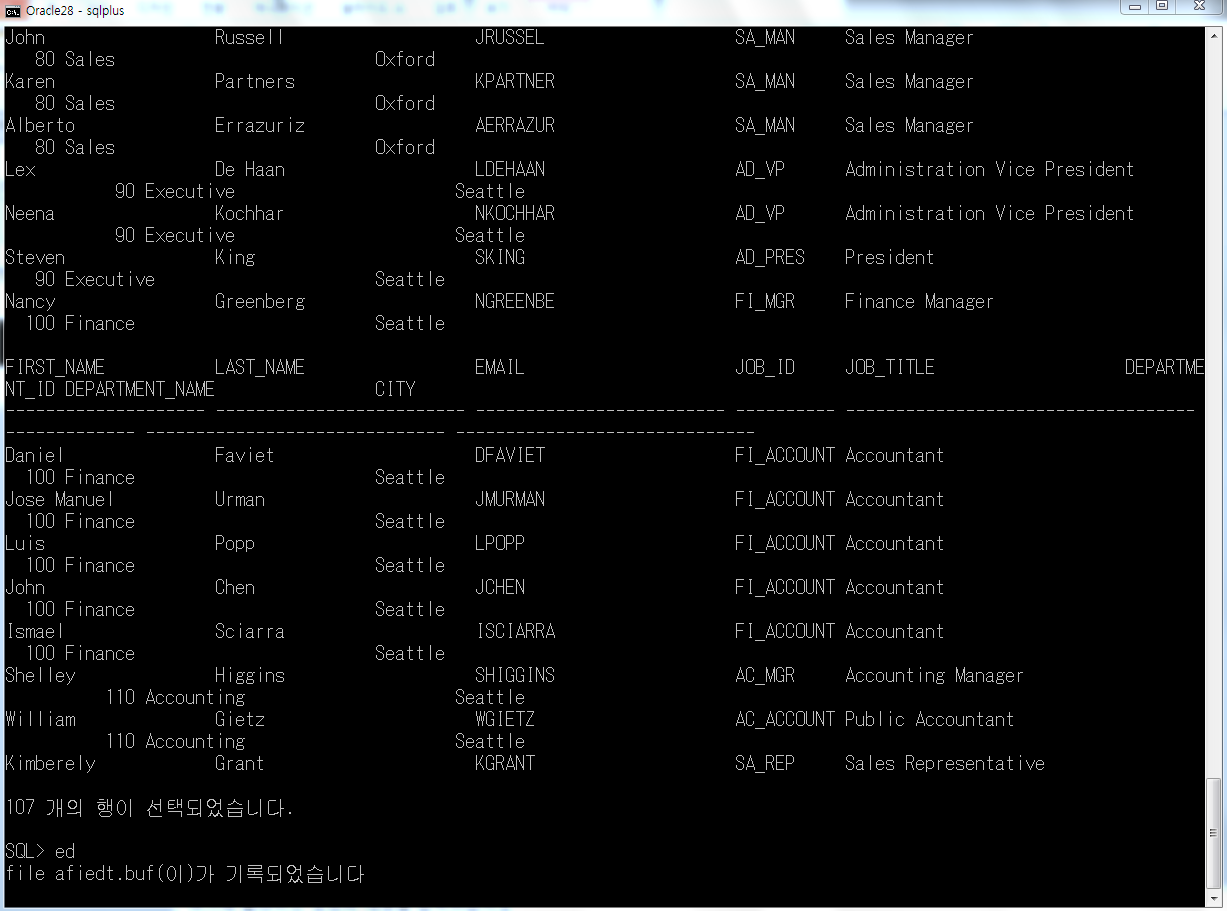 Oracle28 - sqlplus
John Russell JRUSSEL SA_MAN Sales Manager
80 Sales Oxford
Karen Partners KPARTNER SA_MAN Sales Manager
80 Sales Oxford
Alberto Errazuriz AERRAZUR SA_MAN Sales Manager
80 Sales Oxford
Lex De Haan LDEHAAN AD_VP Administration Vice President
90 Executive Seattle
Neena Kochhar NKOCHHAR AD_VP Administration Vice President
90 Executive Seattle
Steven King SKING AD_PRES President
90 Executive Seattle
Nancy Greenberg NGREENBE FI_MGR Finance Manager
100 Finance Seattle
FIRST_NAME LAST_NAME EMAIL JOB_ID JOB_TITLE DEPARTME
NT_ID DEPARTMENT_NAME CITY
-------------------- ------------------------- ------------------------- ---------- -----------------------------------
------------- ------------------------------ ------------------------------
Daniel Faviet DFAVIET FI_ACCOUNT Accountant
100 Finance Seattle
Jose Manuel Urman JMURMAN FI_ACCOUNT Accountant
100 Finance Seattle
Luis Popp LPOPP FI_ACCOUNT Accountant
100 Finance Seattle
John Chen JCHEN FI_ACCOUNT Accountant
100 Finance Seattle
Ismael Sciarra ISCIARRA FI_ACCOUNT Accountant
100 Finance Seattle
Shelley Higgins SHIGGINS AC_MGR Accounting Manager
110 Accounting Seattle
William Gietz WGIETZ AC_ACCOUNT Public Accountant
110 Accounting Seattle
Kimberely Grant KGRANT SA_REP Sales Representative
107 개의 행이 선택되었습니다.
SQL> ed
file afiedt.buf(이)가 기록되었습니다